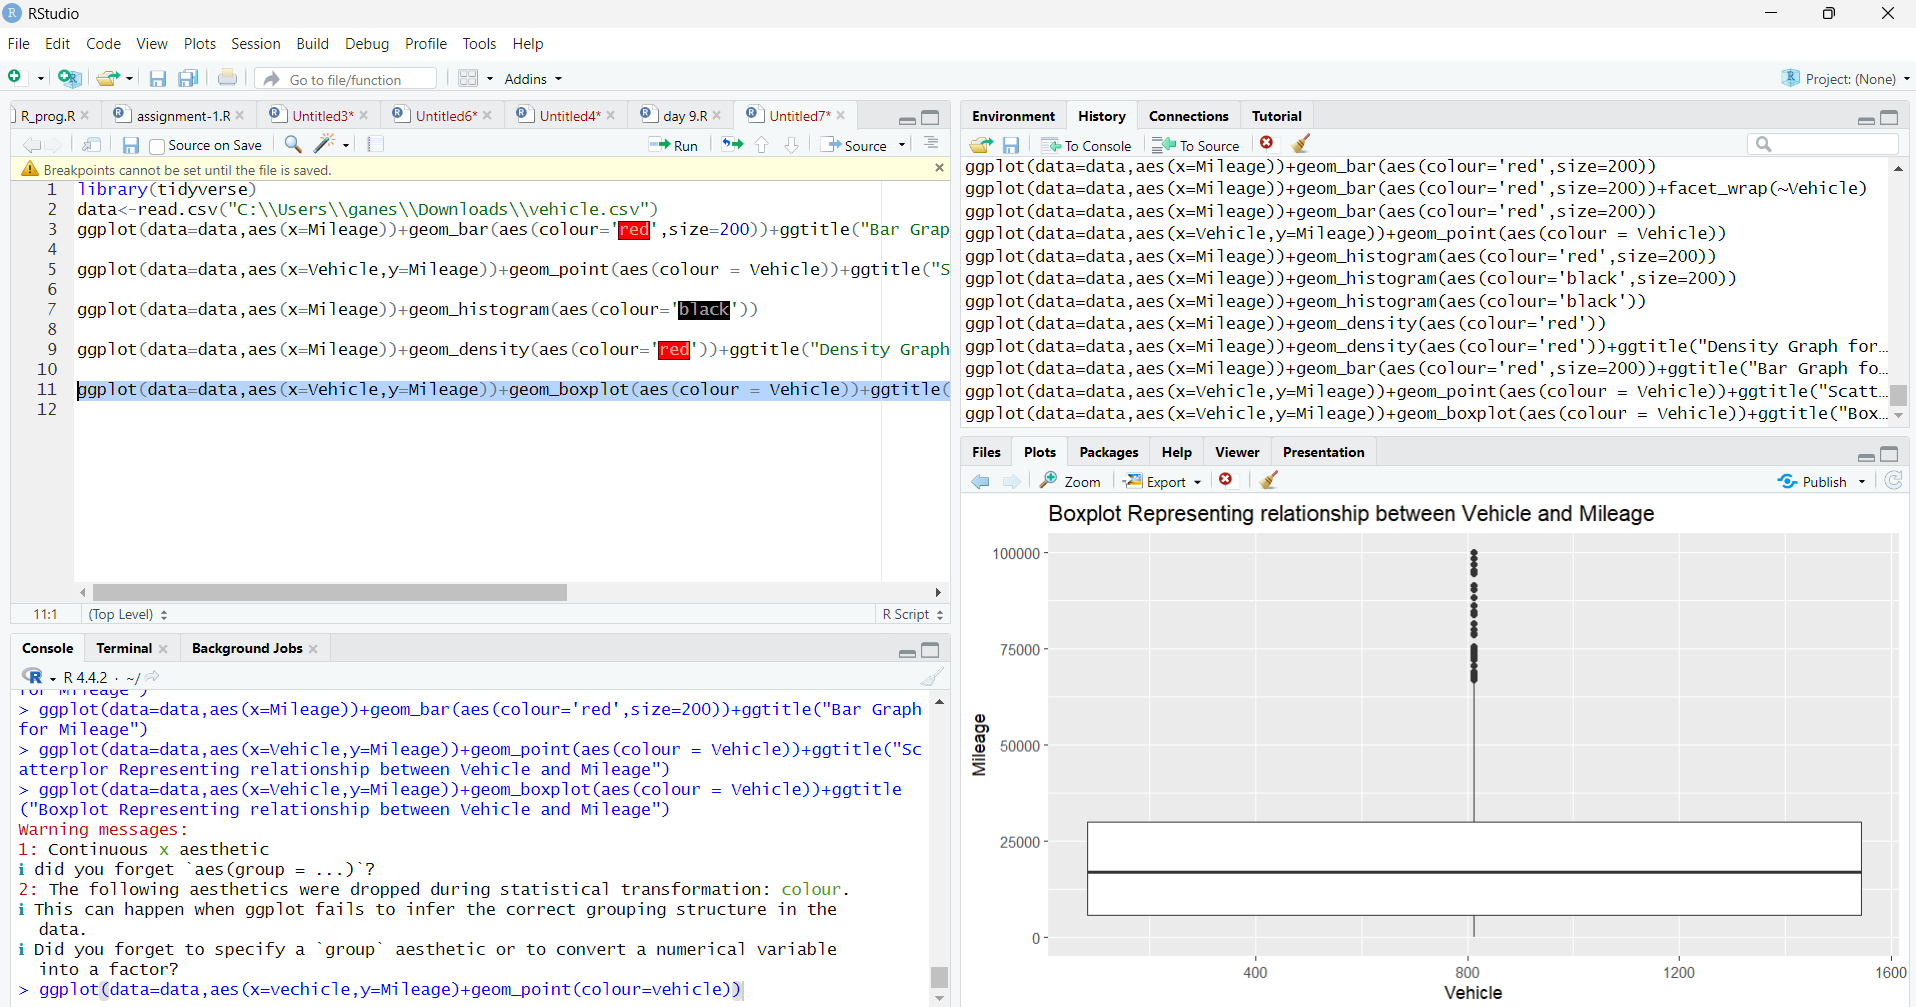 RStudio
File Edit Code View Plots Session Build Debug Profile Tools Help
Go to file/function Addins Project: (None)
R_prog.R assignment-1.R Untitled3* Untitled6* Untitled4* day 9.R Untitled7*
Source on Save Run Source
Breakpoints cannot be set until the file is saved.
1 library(tidyverse)
2 data<-read.csv("C:\\Users\\ganes\\Downloads\\vehicle.csv")
3 ggplot(data=data,aes(x=Mileage))+geom_bar(aes(colour='red',size=200))+ggtitle("Bar Grap
4
5 ggplot(data=data,aes(x=Vehicle,y=Mileage))+geom_point(aes(colour = Vehicle))+ggtitle("S
6
7 ggplot(data=data,aes(x=Mileage))+geom_histogram(aes(colour='black'))
8
9 ggplot(data=data,aes(x=Mileage))+geom_density(aes(colour='red'))+ggtitle("Density Graph
10
11 ggplot(data=data,aes(x=Vehicle,y=Mileage))+geom_boxplot(aes(colour = Vehicle))+ggtitle(
12
11:1 (Top Level) R Script
Console Terminal Background Jobs
R 4.4.2 · ~/
for Mileage")
> ggplot(data=data,aes(x=Mileage))+geom_bar(aes(colour='red',size=200))+ggtitle("Bar Graph
for Mileage")
> ggplot(data=data,aes(x=Vehicle,y=Mileage))+geom_point(aes(colour = Vehicle))+ggtitle("Sc
atterplor Representing relationship between Vehicle and Mileage")
> ggplot(data=data,aes(x=Vehicle,y=Mileage))+geom_boxplot(aes(colour = Vehicle))+ggtitle
("Boxplot Representing relationship between Vehicle and Mileage")
Warning messages:
1: Continuous x aesthetic
ℹ did you forget `aes(group = ...)`?
2: The following aesthetics were dropped during statistical transformation: colour.
ℹ This can happen when ggplot fails to infer the correct grouping structure in the
data.
ℹ Did you forget to specify a `group` aesthetic or to convert a numerical variable
into a factor?
> ggplot(data=data,aes(x=vechicle,y=Mileage)+geom_point(colour=vehicle))
Environment History Connections Tutorial
To Console To Source
ggplot(data=data,aes(x=Mileage))+geom_bar(aes(colour='red',size=200))
ggplot(data=data,aes(x=Mileage))+geom_bar(aes(colour='red',size=200))+facet_wrap(~Vehicle)
ggplot(data=data,aes(x=Mileage))+geom_bar(aes(colour='red',size=200))
ggplot(data=data,aes(x=Vehicle,y=Mileage))+geom_point(aes(colour = Vehicle))
ggplot(data=data,aes(x=Mileage))+geom_histogram(aes(colour='red',size=200))
ggplot(data=data,aes(x=Mileage))+geom_histogram(aes(colour='black',size=200))
ggplot(data=data,aes(x=Mileage))+geom_histogram(aes(colour='black'))
ggplot(data=data,aes(x=Mileage))+geom_density(aes(colour='red'))
ggplot(data=data,aes(x=Mileage))+geom_density(aes(colour='red'))+ggtitle("Density Graph for…
ggplot(data=data,aes(x=Mileage))+geom_bar(aes(colour='red',size=200))+ggtitle("Bar Graph fo…
ggplot(data=data,aes(x=Vehicle,y=Mileage))+geom_point(aes(colour = Vehicle))+ggtitle("Scatt…
ggplot(data=data,aes(x=Vehicle,y=Mileage))+geom_boxplot(aes(colour = Vehicle))+ggtitle("Box…
Files Plots Packages Help Viewer Presentation
Zoom Export Publish
Boxplot Representing relationship between Vehicle and Mileage
100000
75000
50000
25000
0
Mileage
400 800 1200 1600
Vehicle